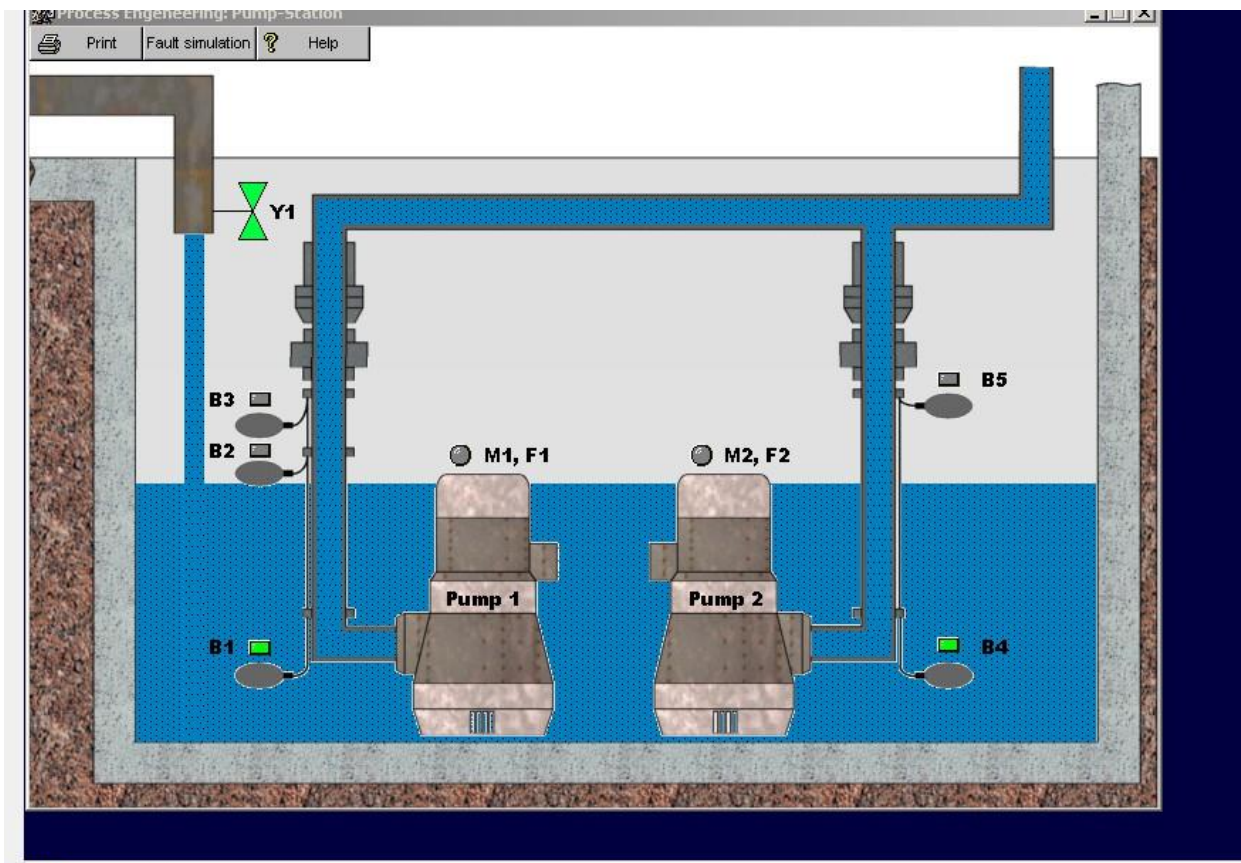 Process Engeneering: Pump-Station
Print Fault simulation ? Help
Y1
B3
B5
B2
M1, F1 M2, F2
Pump 1 Pump 2
B1 B4